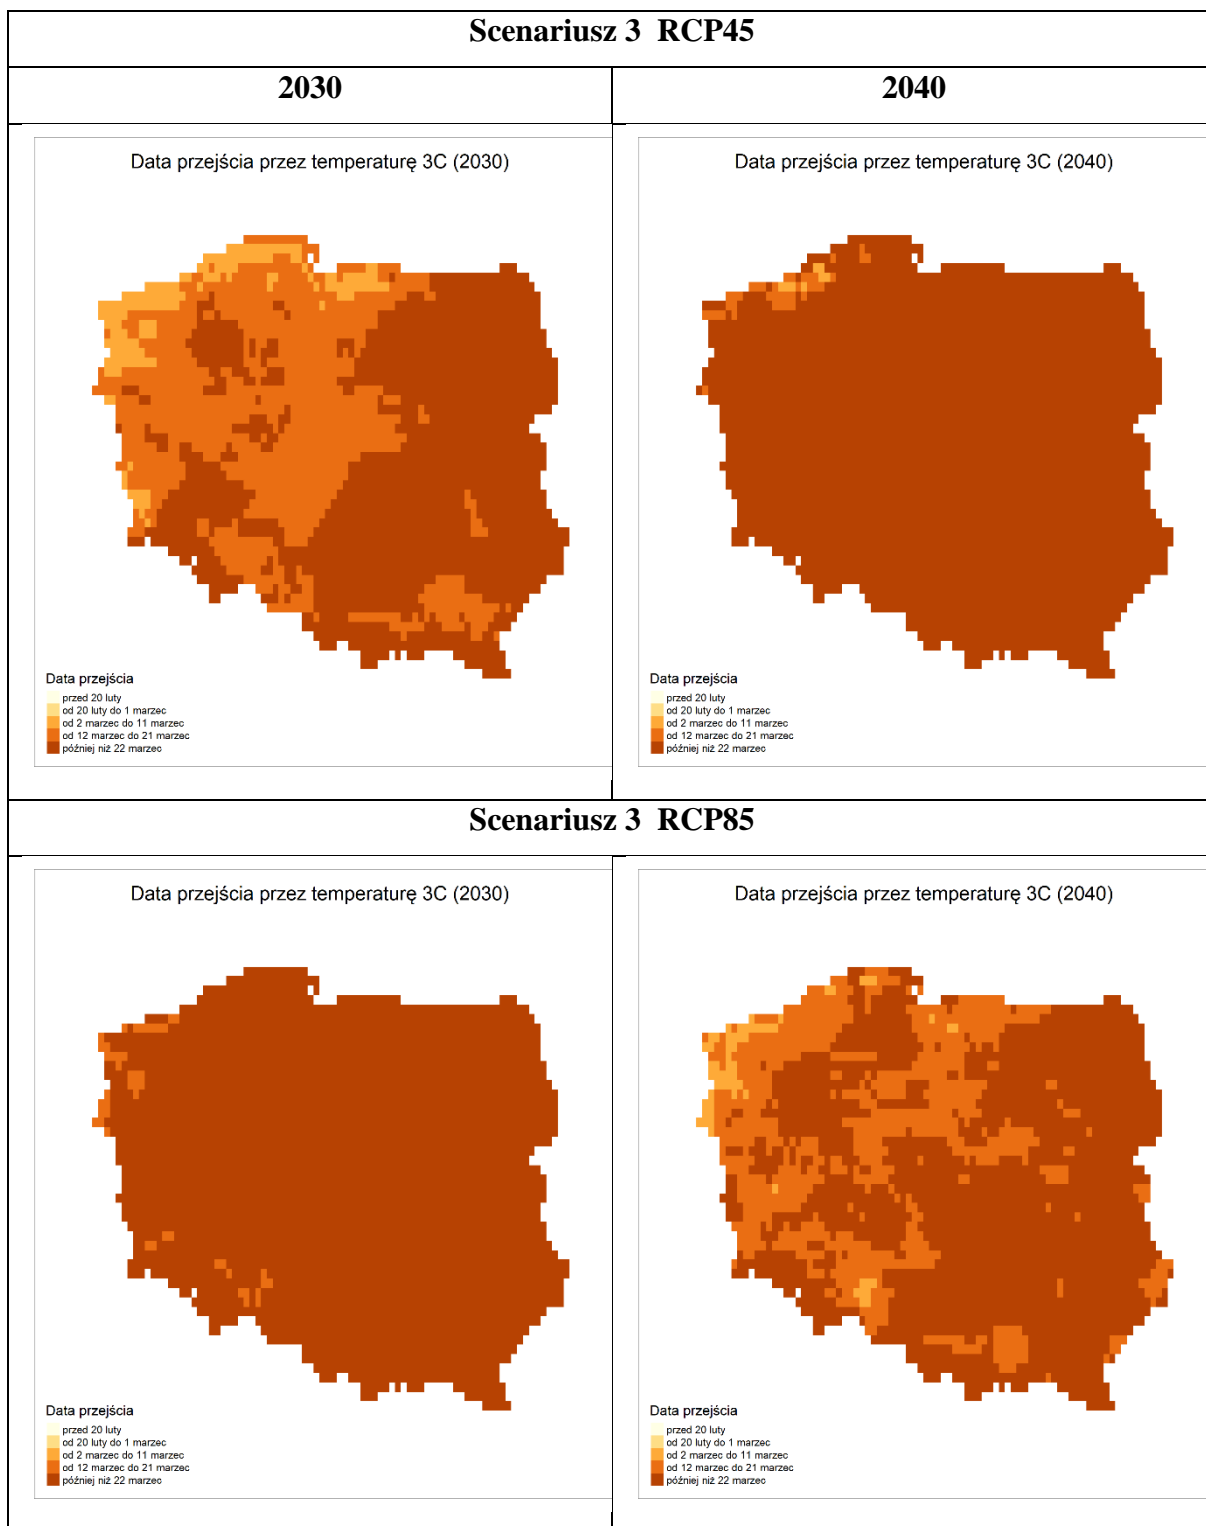 Scenariusz 3 RCP45
2030
2040
Data przejścia przez temperaturę 3C (2030)
Data przejścia
przed 20 luty
od 20 luty do 1 marzec
od 2 marzec do 11 marzec
od 12 marzec do 21 marzec
później niż 22 marzec
Data przejścia przez temperaturę 3C (2040)
Data przejścia
przed 20 luty
od 20 luty do 1 marzec
od 2 marzec do 11 marzec
od 12 marzec do 21 marzec
później niż 22 marzec
Scenariusz 3 RCP85
Data przejścia przez temperaturę 3C (2030)
Data przejścia
przed 20 luty
od 20 luty do 1 marzec
od 2 marzec do 11 marzec
od 12 marzec do 21 marzec
później niż 22 marzec
Data przejścia przez temperaturę 3C (2040)
Data przejścia
przed 20 luty
od 20 luty do 1 marzec
od 2 marzec do 11 marzec
od 12 marzec do 21 marzec
później niż 22 marzec